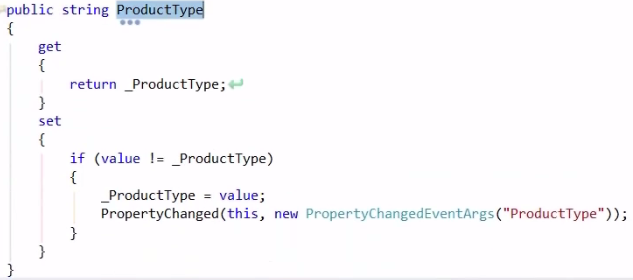 public string ProductType
{
    get
    {
        return _ProductType;
    }
    set
    {
        if (value != _ProductType)
        {
            _ProductType = value;
            PropertyChanged(this, new PropertyChangedEventArgs("ProductType"));
        }
    }
}